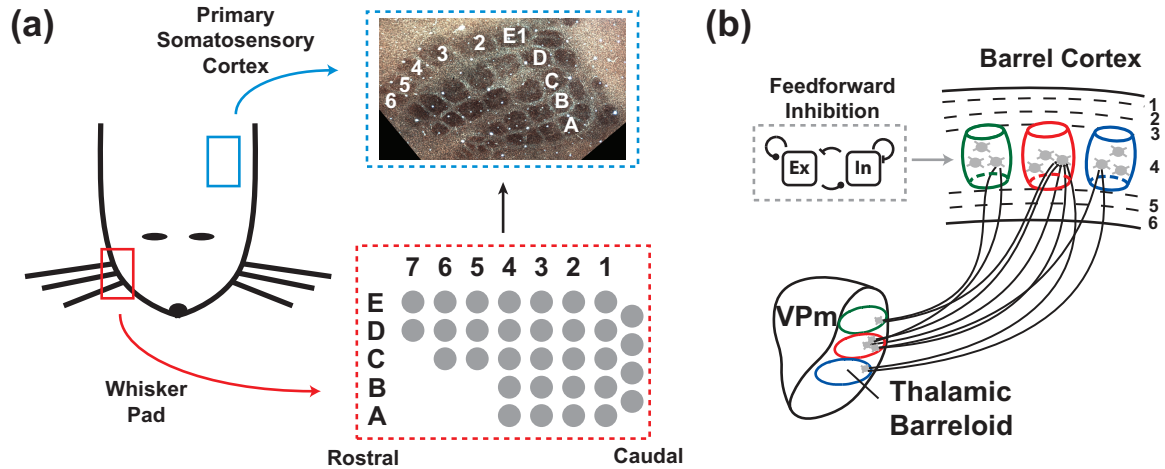 (a)
Primary
Somatosensory
Cortex
E1
2
3
4
5
6
D
C
B
A
7 6 5 4 3 2 1
E
D
C
B
A
Whisker
Pad
Rostral
Caudal
(b)
Barrel Cortex
Feedforward
Inhibition
Ex
In
1
2
3
4
5
6
VPm
Thalamic
Barreloid